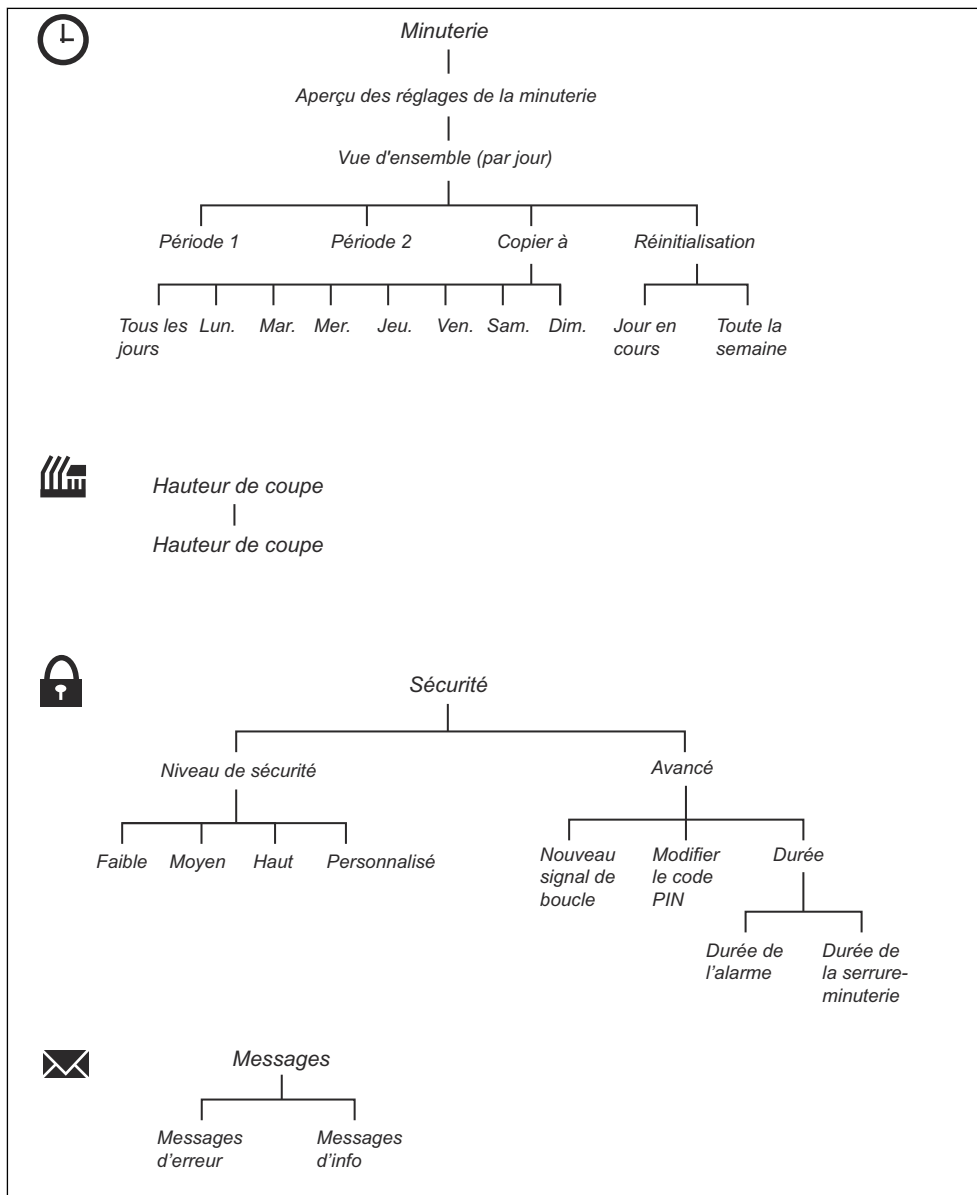 Minuterie
Aperçu des réglages de la minuterie
Vue d'ensemble (par jour)
Période 1 Période 2 Copier à Réinitialisation
Tous les jours Lun. Mar. Mer. Jeu. Ven. Sam. Dim. Jour en cours Toute la semaine
Hauteur de coupe
Hauteur de coupe
Sécurité
Niveau de sécurité
Avancé
Faible Moyen Haut Personnalisé
Nouveau signal de boucle
Modifier le code PIN
Durée
Durée de l’alarme
Durée de la serrure-minuterie
Messages
Messages d’erreur
Messages d’info